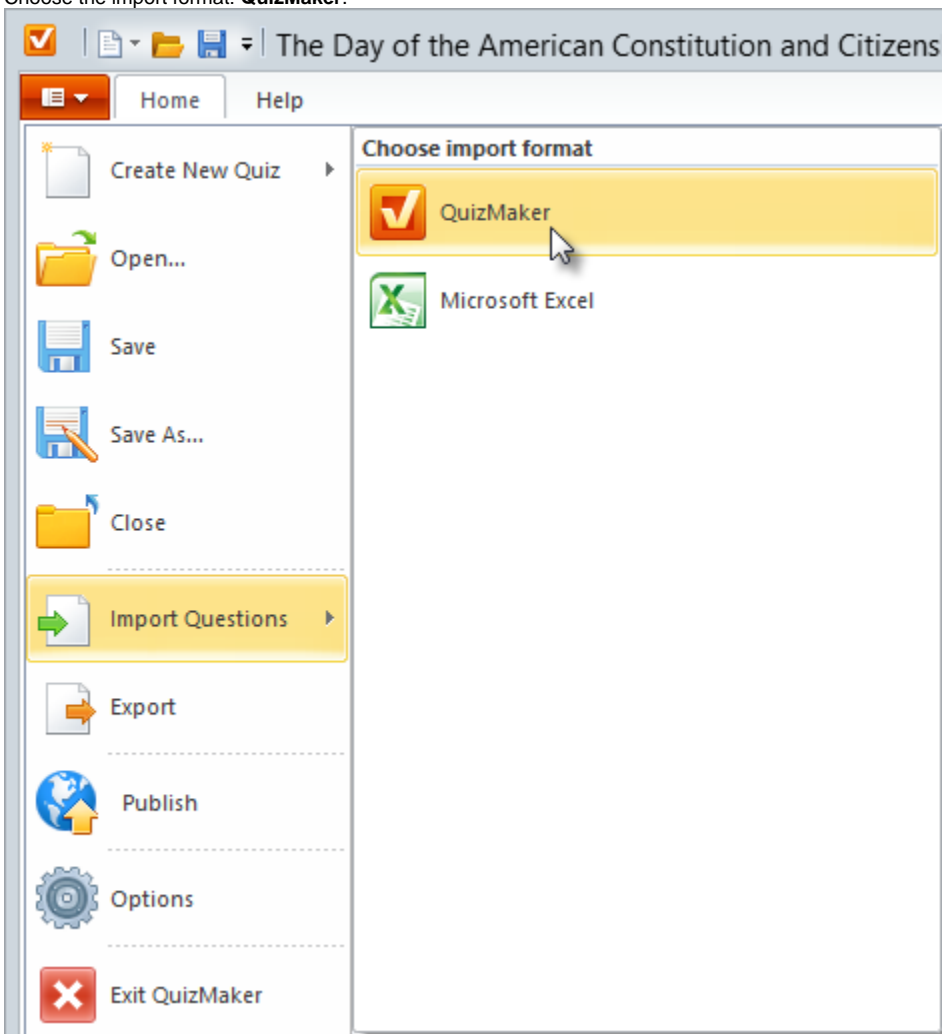 Choose the import format: QuizMaker.
The Day of the American Constitution and Citizens
Home Help
Choose import format
Create New Quiz
QuizMaker
Open...
Microsoft Excel
Save
Save As...
Close
Import Questions
Export
Publish
Options
Exit QuizMaker